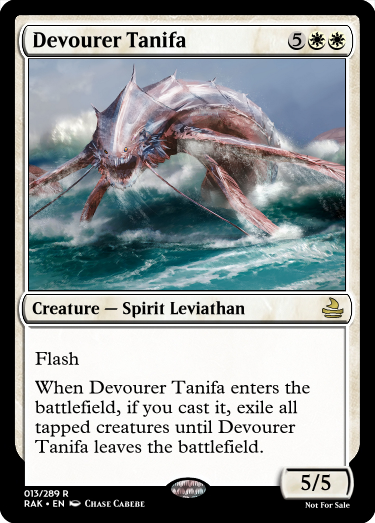 Devourer Tanifa 5
Creature — Spirit Leviathan
Flash
When Devourer Tanifa enters the
battlefield, if you cast it, exile all
tapped creatures until Devourer
Tanifa leaves the battlefield.
5/5
013/289 R
RAK • EN Chase Cabebe
Not For Sale